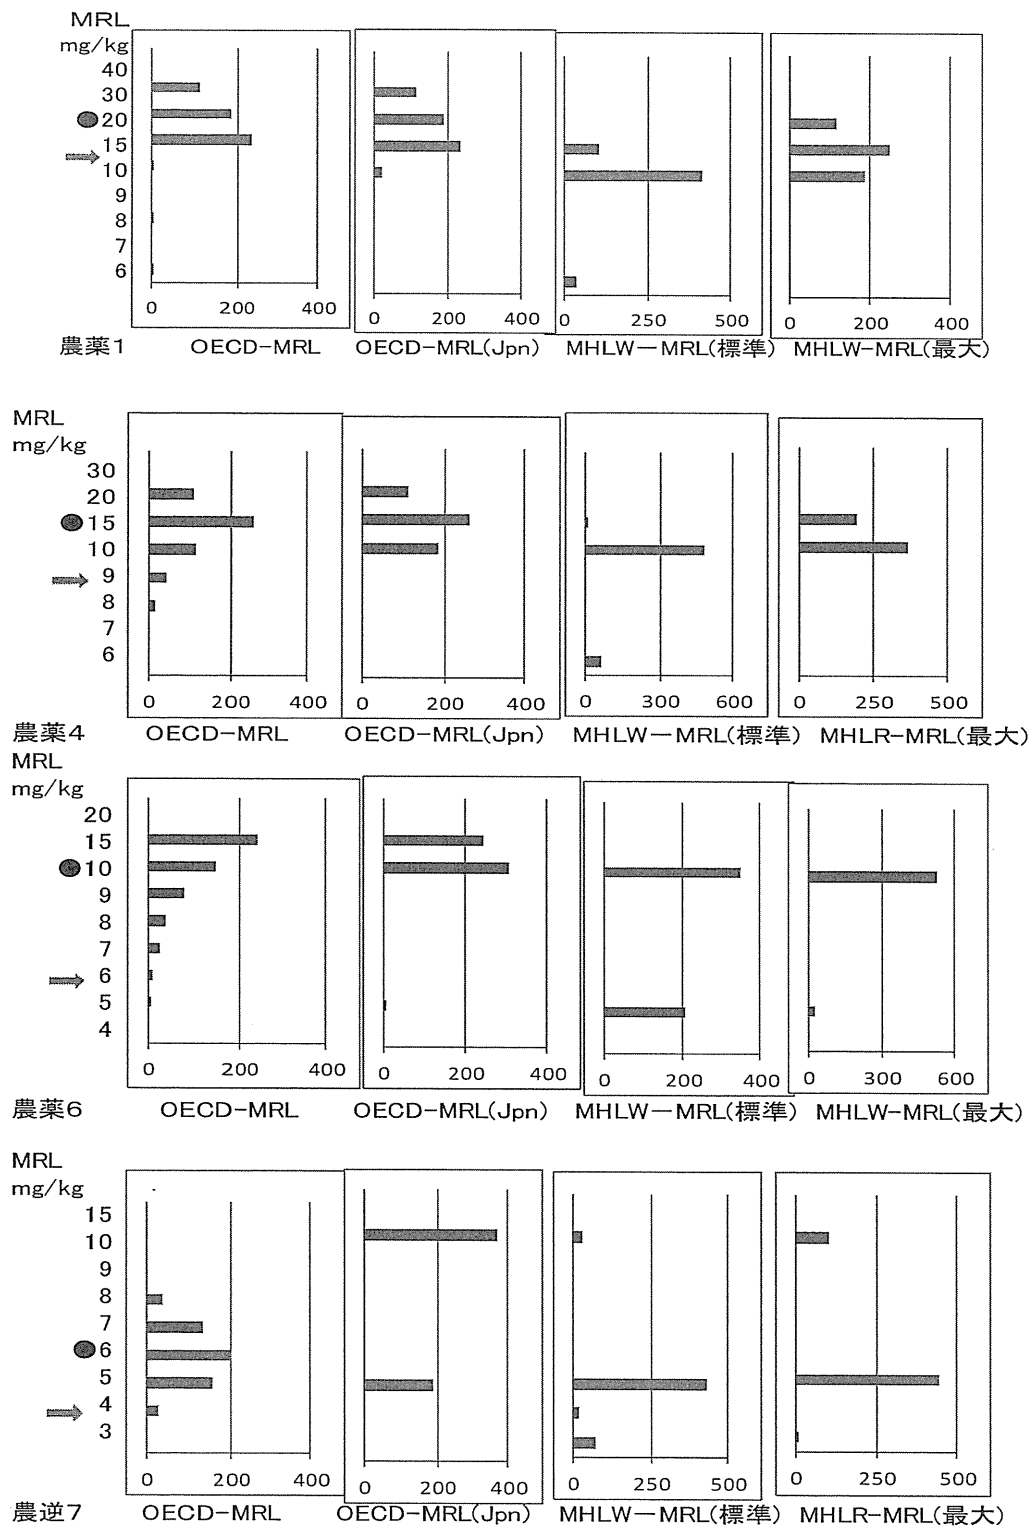 MRL
mg/kg
40
30
20
15
10
9
8
7
6
0 200 400 0 200 400 0 250 500 0 200 400
農薬1 OECD-MRL OECD-MRL(Jpn) MHLW-MRL(標準) MHLW-MRL(最大)
MRL
mg/kg
30
20
15
10
9
8
7
6
0 200 400 0 200 400 0 300 600 0 250 500
農薬4 OECD-MRL OECD-MRL(Jpn) MHLW-MRL(標準) MHLR-MRL(最大)
MRL
mg/kg
20
15
10
9
8
7
6
5
4
0 200 400 0 200 400 0 200 400 0 300 600
農薬6 OECD-MRL OECD-MRL(Jpn) MHLW-MRL(標準) MHLW-MRL(最大)
MRL
mg/kg
15
10
9
8
7
6
5
4
3
0 200 400 0 200 400 0 250 500 0 250 500
農逆7 OECD-MRL OECD-MRL(Jpn) MHLW-MRL(標準) MHLR-MRL(最大)